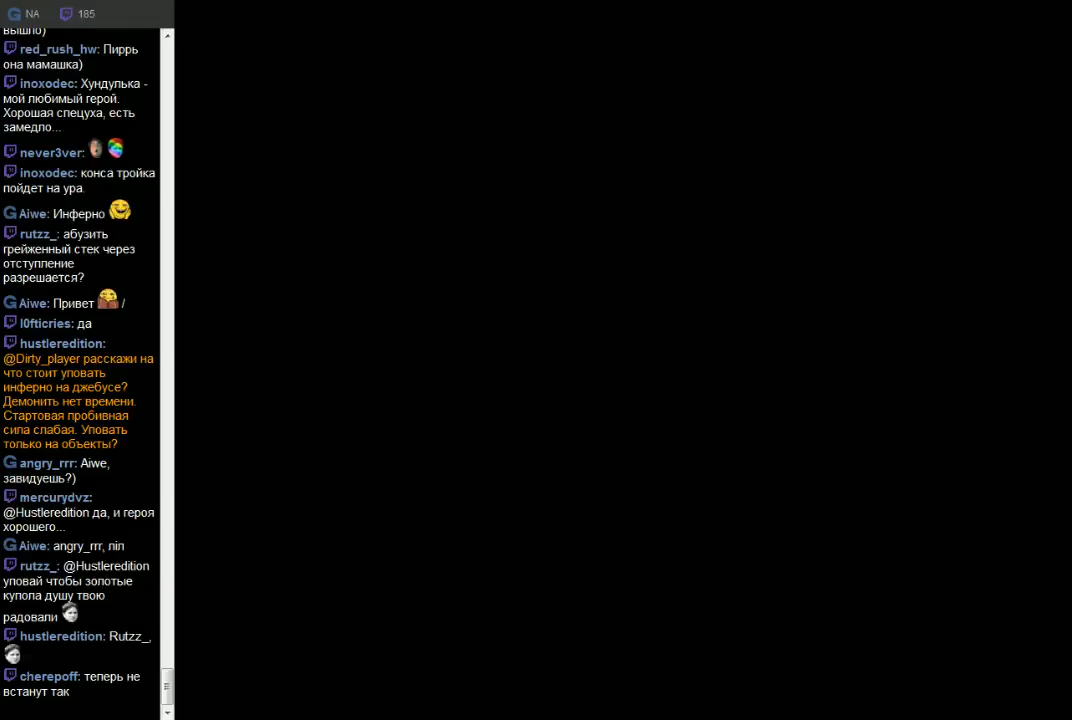 NA 185
вышло)
red_rush_hw: Пиррь
она мамашка)
inoxodec: Хундулька -
мой любимый герой.
Хорошая спецуха, есть
замедло...
never3ver:
inoxodec: конса тройка
пойдет на ура.
Aiwe: Инферно
rutzz_: абузить
грейженный стек через
отступление
разрешается?
Aiwe: Привет /
l0fticries: да
hustleredition:
@Dirty_player расскажи на
что стоит уповать
инферно на джебусе?
Демонить нет времени.
Стартовая пробивная
сила слабая. Уповать
только на объекты?
angry_rrr: Aiwe,
завидуешь?)
mercurydvz:
@Hustleredition да, и героя
хорошего...
Aiwe: angry_rrr, ліп
rutzz_: @Hustleredition
уповай чтобы золотые
купола душу твою
радовали
hustleredition: Rutzz_,
cherepoff: теперь не
встанут так